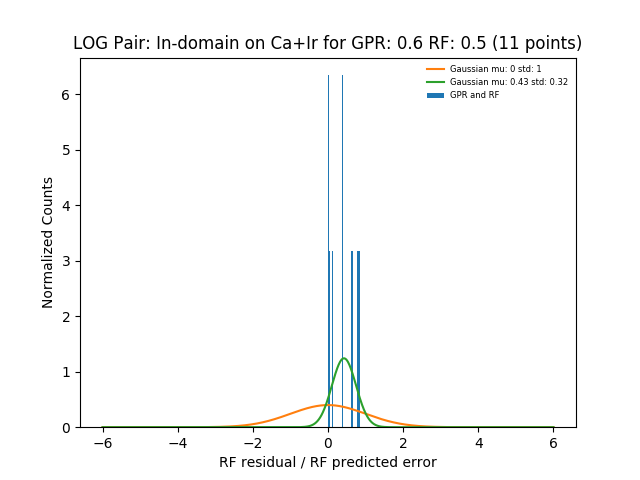 LOG Pair: In-domain on Ca+Ir for GPR: 0.6 RF: 0.5 (11 points)
Gaussian mu: 0 std: 1
Gaussian mu: 0.43 std: 0.32
GPR and RF
Normalized Counts
6
5
4
3
2
1
0
−6 −4 −2 0 2 4 6
RF residual / RF predicted error